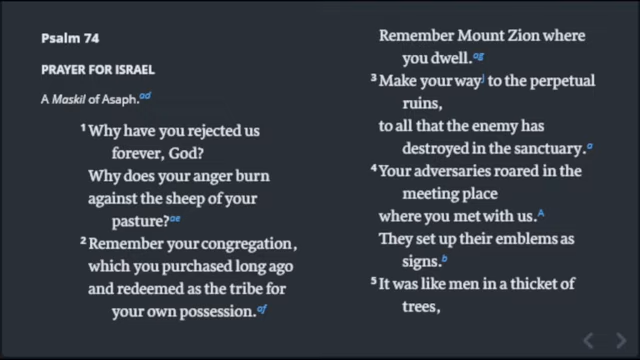 Psalm 74
PRAYER FOR ISRAEL
A Maskil of Asaph.ad
1 Why have you rejected us
forever, God?
Why does your anger burn
against the sheep of your
pasture?ae
2 Remember your congregation,
which you purchased long ago
and redeemed as the tribe for
your own possession.af
Remember Mount Zion where
you dwell.ag
3 Make your wayj to the perpetual
ruins,
to all that the enemy has
destroyed in the sanctuary.a
4 Your adversaries roared in the
meeting place
where you met with us.A
They set up their emblems as
signs.b
5 It was like men in a thicket of
trees,